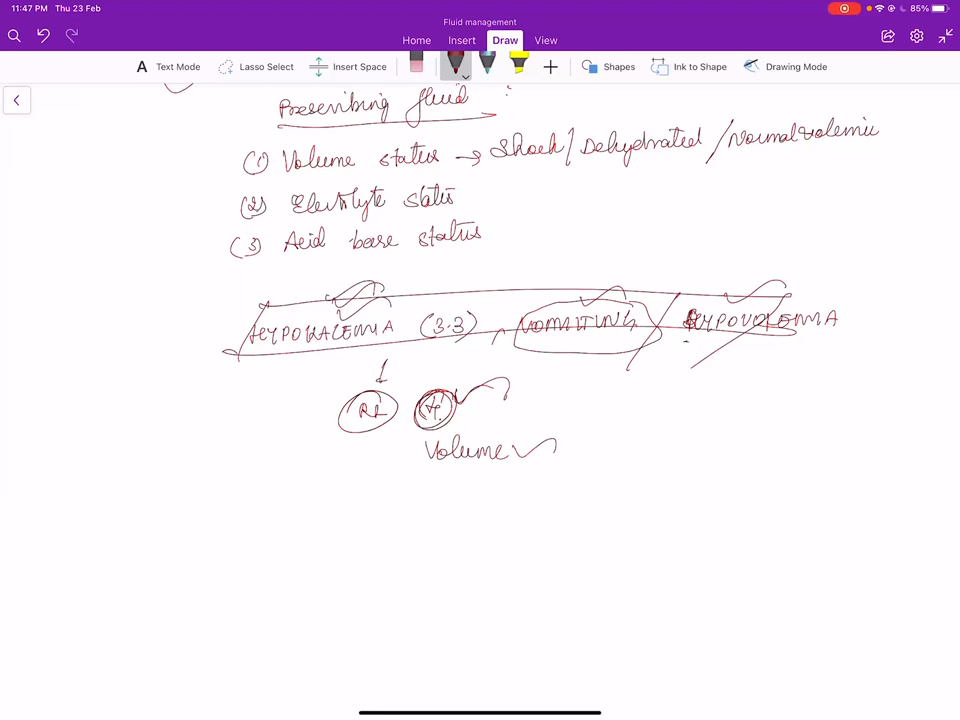 11:47 PM Thu 23 Feb
85%
Fluid management
Home Insert Draw View
Text Mode Lasso Select Insert Space Shapes Ink to Shape Drawing Mode
Prescribing fluid ?
(1) Volume status → Shock/Dehydrated/Normalvolemic
(2) Electrolyte status
(3) Acid base status
HYPOKALEMIA (3.3), VOMITING / HYPOVOLEMIA
RL
Volume